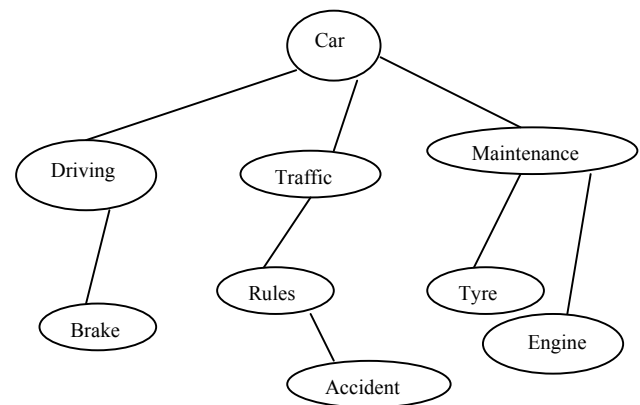 Car
Driving
Traffic
Maintenance
Rules
Tyre
Brake
Engine
Accident